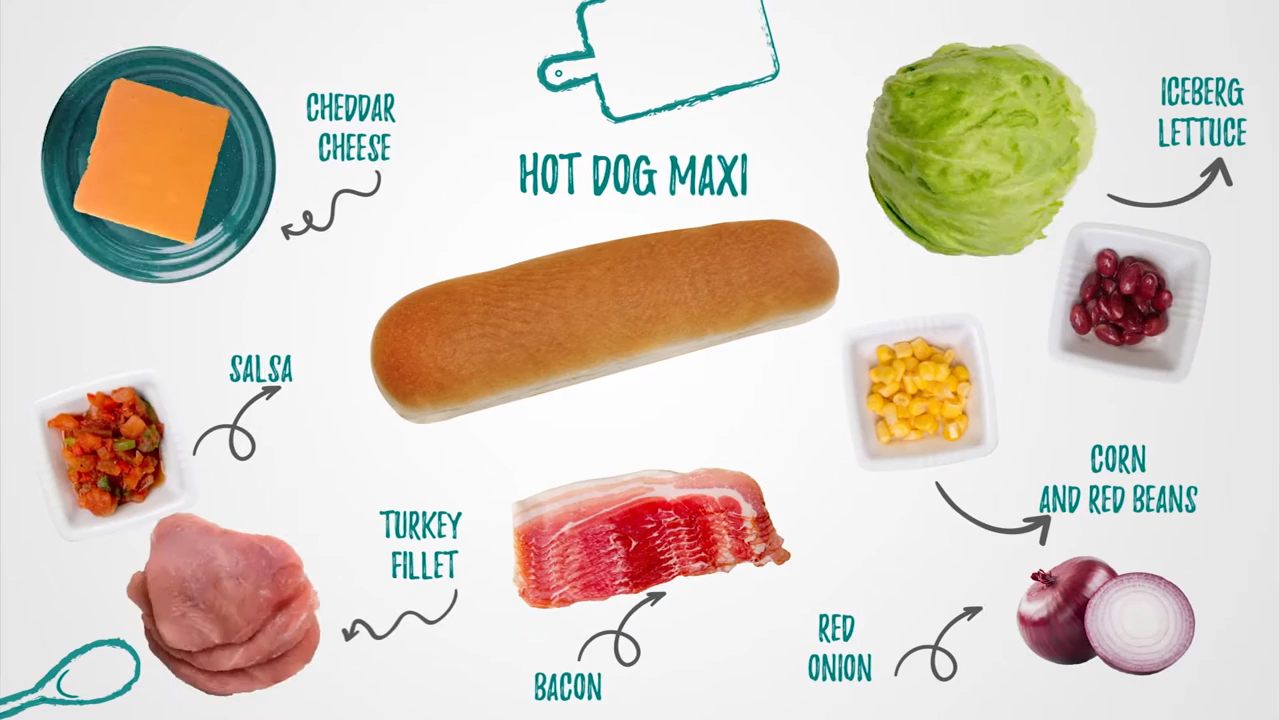 CHEDDAR
CHEESE
HOT DOG MAXI
ICEBERG
LETTUCE
SALSA
CORN
AND RED BEANS
TURKEY
FILLET
BACON
RED
ONION